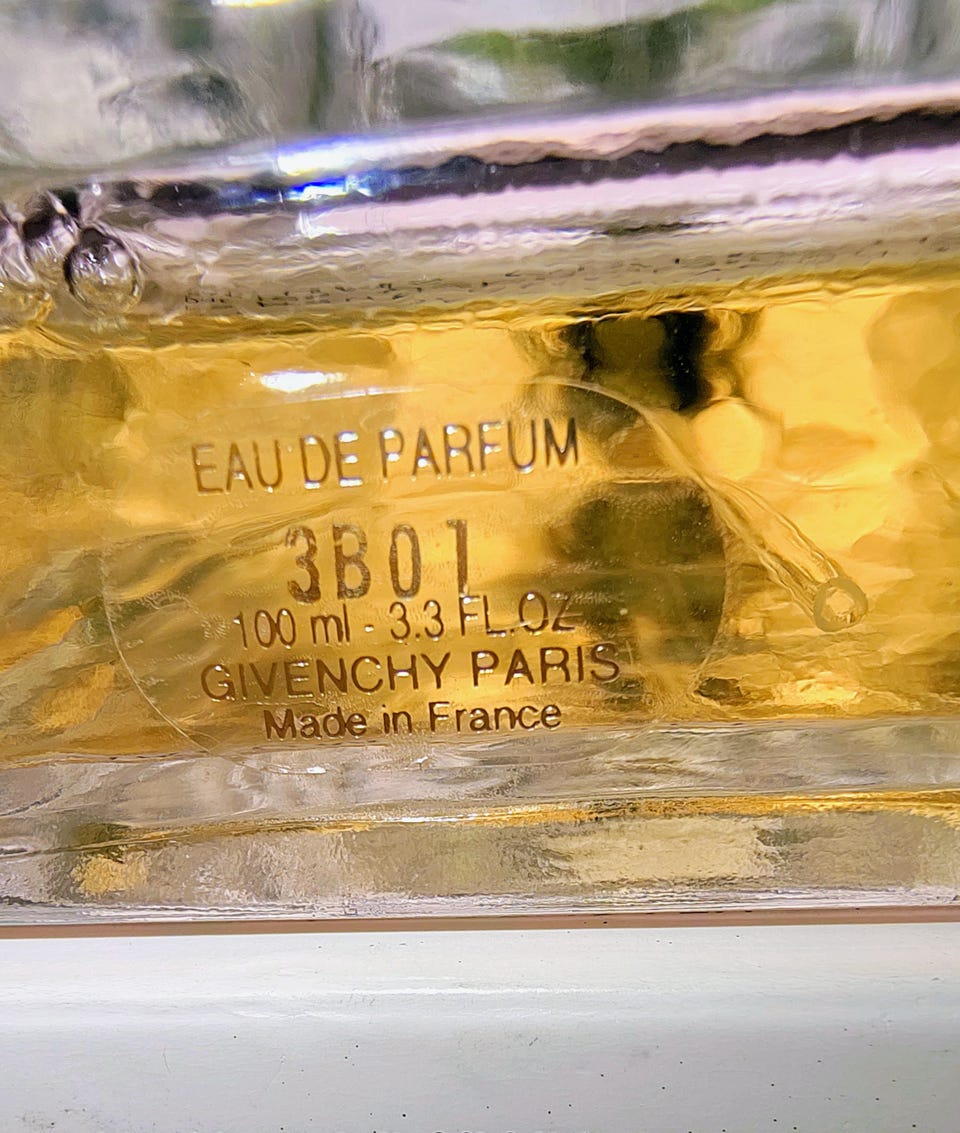 EAU DE PARFUM
3B01
100 ml - 3.3 FL.OZ
GIVENCHY PARIS
Made in France